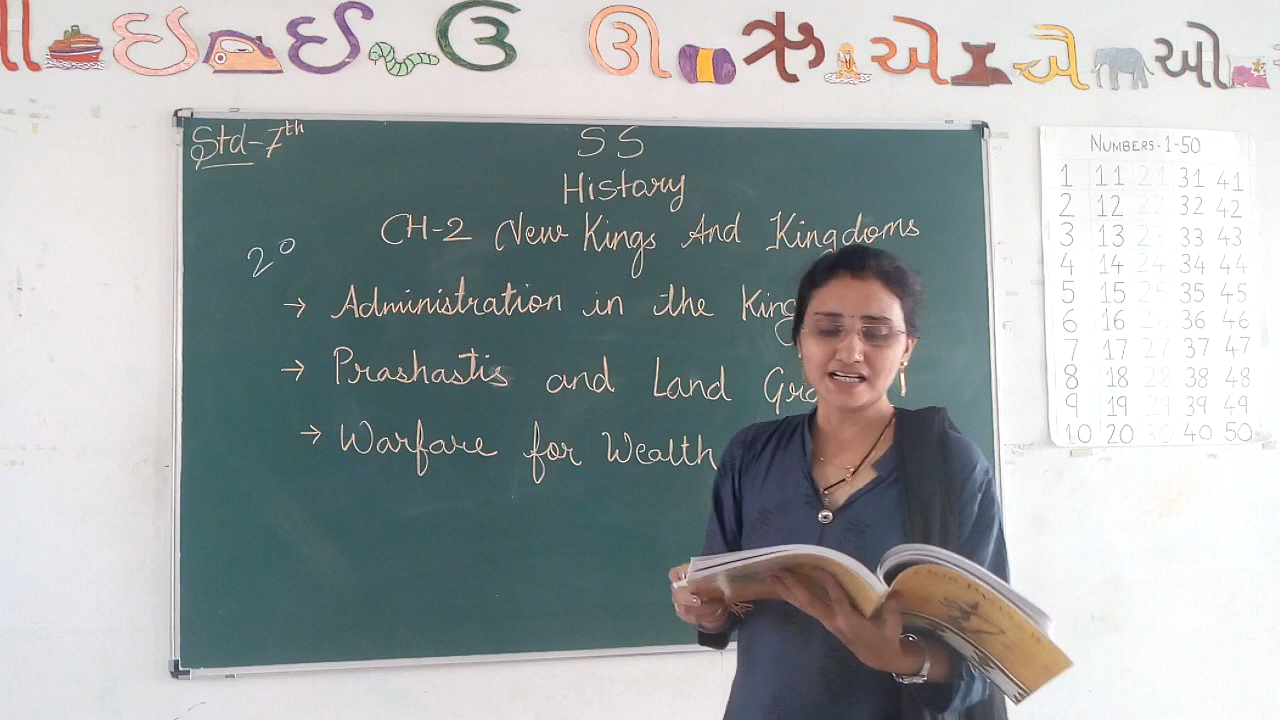 ઇ ઈ ઉ ઊ ઋ એ ઐ ઓ
Std-7th
SS
Histary
CH-2 New Kings And Kingdoms
20
→ Administration in the King
→ Prashastis and Land Gra
→ Warfare for Wealth
NUMBERS-1-50
1 11 21 31 41
2 12 22 32 42
3 13 23 33 43
4 14 24 34 44
5 15 25 35 45
6 16 26 36 46
7 17 27 37 47
8 18 28 38 48
9 19 29 39 49
10 20 30 40 50